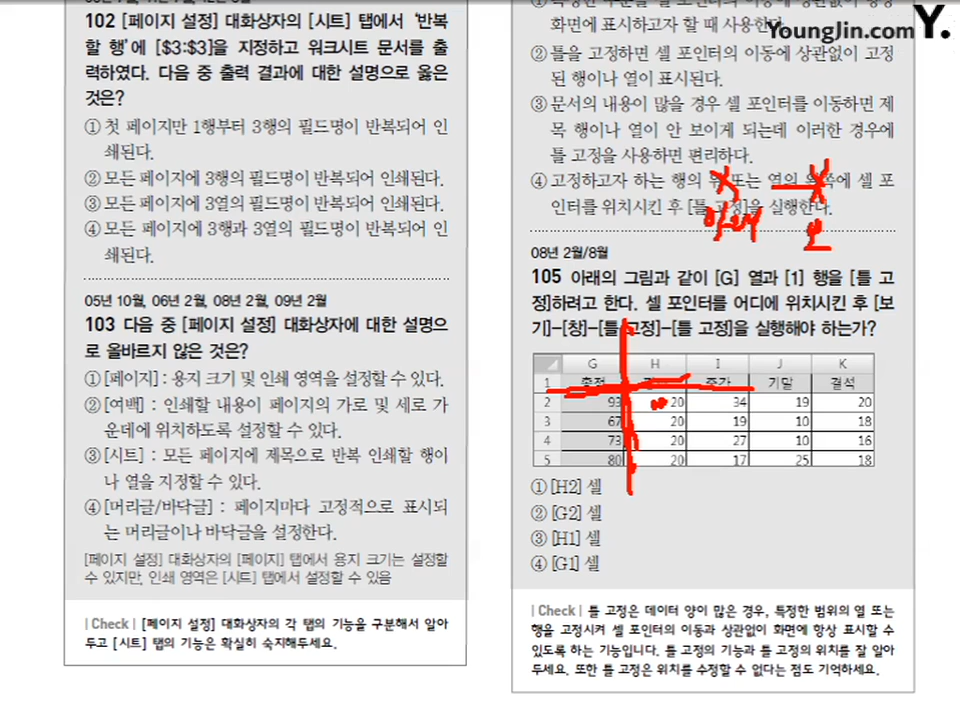 102 [페이지 설정] 대화상자의 [시트] 탭에서 ‘반복
할 행’에 [$3:$3]을 지정하고 워크시트 문서를 출
력하였다. 다음 중 출력 결과에 대한 설명으로 옳은
것은?
① 첫 페이지만 1행부터 3행의 필드명이 반복되어 인
쇄된다.
② 모든 페이지에 3행의 필드명이 반복되어 인쇄된다.
③ 모든 페이지에 3열의 필드명이 반복되어 인쇄된다.
④ 모든 페이지에 3행과 3열의 필드명이 반복되어 인
쇄된다.
05년 10월, 06년 2월, 08년 2월, 09년 2월
103 다음 중 [페이지 설정] 대화상자에 대한 설명으
로 올바르지 않은 것은?
① [페이지] : 용지 크기 및 인쇄 영역을 설정할 수 있다.
② [여백] : 인쇄할 내용이 페이지의 가로 및 세로 가
운데에 위치하도록 설정할 수 있다.
③ [시트] : 모든 페이지에 제목으로 반복 인쇄할 행이
나 열을 지정할 수 있다.
④ [머리글/바닥글] : 페이지마다 고정적으로 표시되
는 머리글이나 바닥글을 설정한다.
[페이지 설정] 대화상자의 [페이지] 탭에서 용지 크기는 설정할
수 있지만, 인쇄 영역은 [시트] 탭에서 설정할 수 있음
| Check | [페이지 설정] 대화상자의 각 탭의 기능을 구분해서 알아
두고 [시트] 탭의 기능은 확실히 숙지해두세요.
YoungJin.com Y.
화면에 표시하고자 할 때 사용한다.
② 틀을 고정하면 셀 포인터의 이동에 상관없이 고정
된 행이나 열이 표시된다.
③ 문서의 내용이 많을 경우 셀 포인터를 이동하면 제
목 행이나 열이 안 보이게 되는데 이러한 경우에
틀 고정을 사용하면 편리하다.
④ 고정하고자 하는 행의 위 또는 열의 왼쪽에 셀 포
인터를 위치시킨 후 [틀 고정]을 실행한다.
아래 오
08년 2월/8월
105 아래의 그림과 같이 [G] 열과 [1] 행을 [틀 고
정]하려고 한다. 셀 포인터를 어디에 위치시킨 후 [보
기]-[창]-[틀 고정]-[틀 고정]을 실행해야 하는가?
G H I J K
1 총점 중간 기말 결석
2 93 20 34 19 20
3 67 20 19 10 18
4 73 20 27 10 16
5 80 20 17 25 18
① [H2] 셀
② [G2] 셀
③ [H1] 셀
④ [G1] 셀
| Check | 틀 고정은 데이터 양이 많은 경우, 특정한 범위의 열 또는
행을 고정시켜 셀 포인터의 이동과 상관없이 화면에 항상 표시할 수
있도록 하는 기능입니다. 틀 고정의 기능과 틀 고정의 위치를 잘 알아
두세요. 또한 틀 고정은 위치를 수정할 수 없다는 점도 기억하세요.